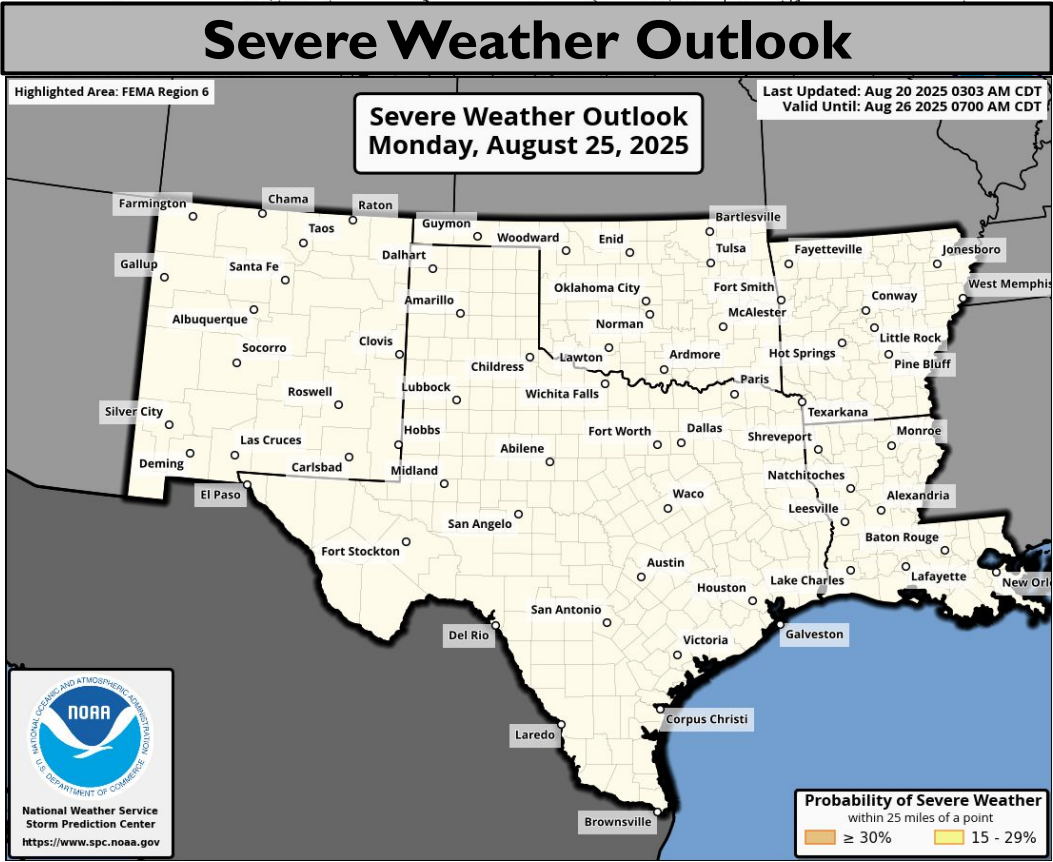 Severe Weather Outlook
Highlighted Area: FEMA Region 6
Last Updated: Aug 20 2025 0303 AM CDT
Valid Until: Aug 26 2025 0700 AM CDT
Severe Weather Outlook
Monday, August 25, 2025
Farmington
Chama
Raton
Taos
Guymon
Woodward
Enid
Bartlesville
Tulsa
Fayetteville
Jonesboro
Gallup
Santa Fe
Dalhart
Oklahoma City
Fort Smith
West Memphis
Albuquerque
Amarillo
Norman
McAlester
Conway
Little Rock
Socorro
Clovis
Childress
Lawton
Ardmore
Hot Springs
Pine Bluff
Roswell
Lubbock
Wichita Falls
Paris
Texarkana
Silver City
Las Cruces
Hobbs
Abilene
Fort Worth
Dallas
Shreveport
Monroe
Deming
Carlsbad
Midland
Natchitoches
El Paso
Waco
Leesville
Alexandria
San Angelo
Fort Stockton
Baton Rouge
Austin
Houston
Lake Charles
Lafayette
New Orle
San Antonio
Del Rio
Victoria
Galveston
Laredo
Corpus Christi
Brownsville
NATIONAL OCEANIC AND ATMOSPHERIC ADMINISTRATION
NOAA
U.S. DEPARTMENT OF COMMERCE
National Weather Service
Storm Prediction Center
https://www.spc.noaa.gov
Probability of Severe Weather
within 25 miles of a point
≥ 30%
15 - 29%